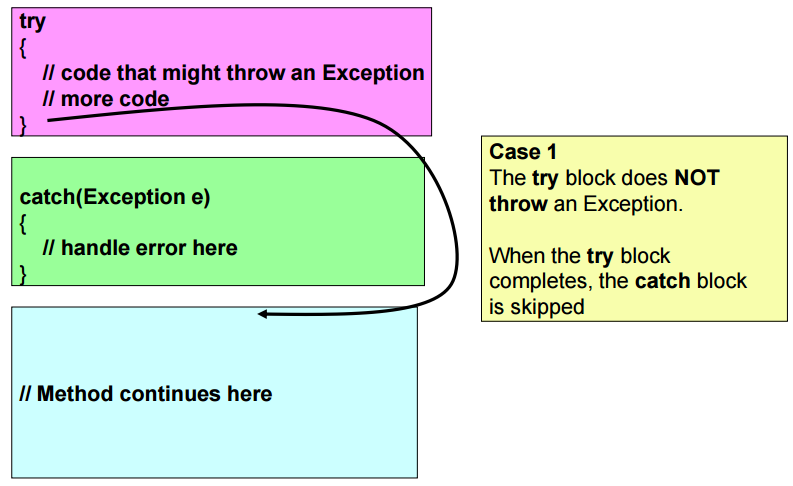 try
{
// code that might throw an Exception
// more code
}
catch(Exception e)
{
// handle error here
}
// Method continues here
Case 1
The try block does NOT
throw an Exception.
When the try block
completes, the catch block
is skipped